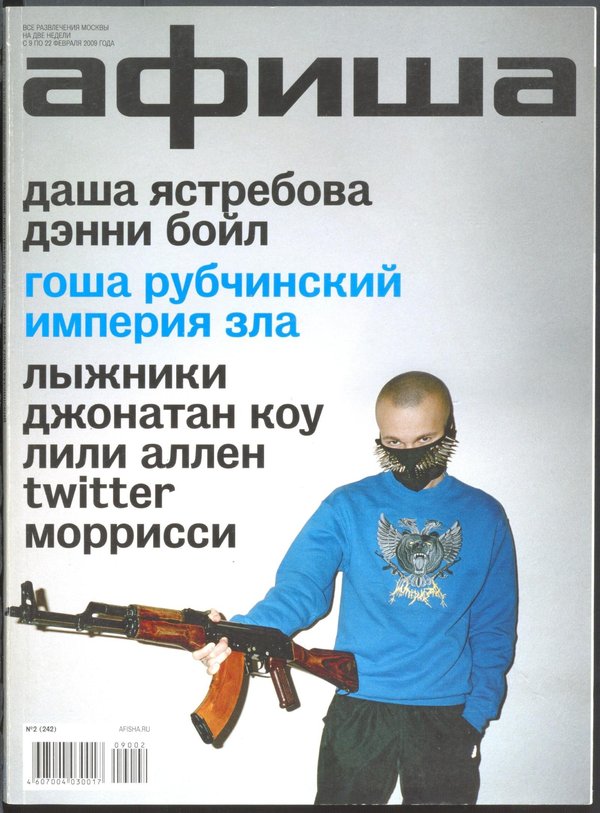 ВСЕ РАЗВЛЕЧЕНИЯ МОСКВЫ
НА ДВЕ НЕДЕЛИ
С 9 ПО 22 ФЕВРАЛЯ 2009 ГОДА
афиша
даша ястребова
дэнни бойл
гоша рубчинский
империя зла
лыжники
джонатан коу
лили аллен
twitter
моррисси
№2 (242)
AFISHA.RU
09002
4 607004 030017